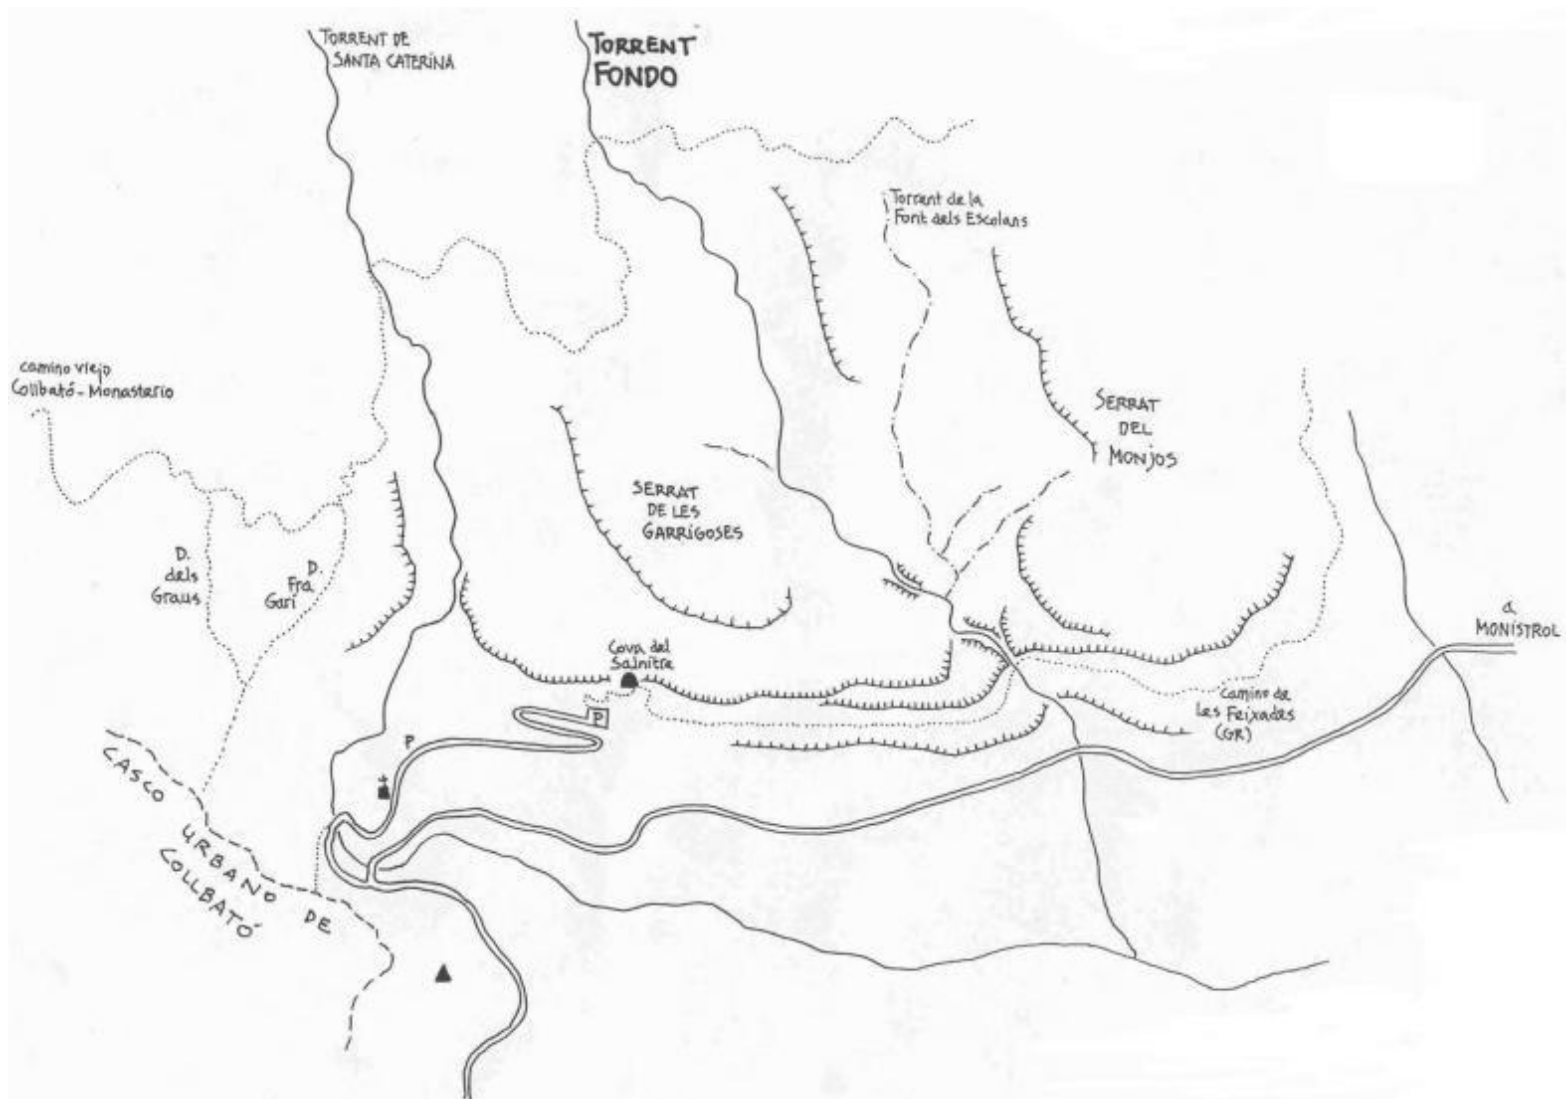 TORRENT DE
SANTA CATERINA
TORRENT
FONDO
Torrent de la
Font dels Escolans
camino viejo
Collbató - Monasterio
SERRAT
DEL
MONJOS
SERRAT
DE LES
GARRIGOSES
D.
dels
Graus
D.
Fra
Garí
a
MONISTROL
Cova del
Salnitre
camino de
Les Feixades
(GR)
P
P
CASCO
URBANO DE
COLLBATÓ